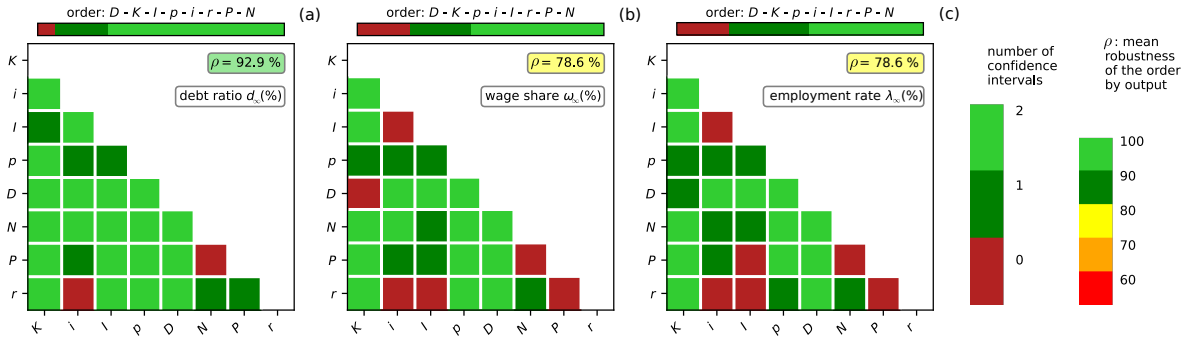 order: D - K - I - p - i - r - P - N
(a)
ρ = 92.9 %
debt ratio d∞(%)
K
i
I
p
D
N
P
r
K
i
I
p
D
N
P
r
order: D - K - p - i - I - r - P - N
(b)
ρ = 78.6 %
wage share ω∞(%)
K
i
I
p
D
N
P
r
K
i
I
p
D
N
P
r
order: D - K - p - i - I - r - P - N
(c)
ρ = 78.6 %
employment rate λ∞(%)
K
i
I
p
D
N
P
r
K
i
I
p
D
N
P
r
number of
confidence
intervals
2
1
0
ρ: mean
robustness
of the order
by output
100
90
80
70
60